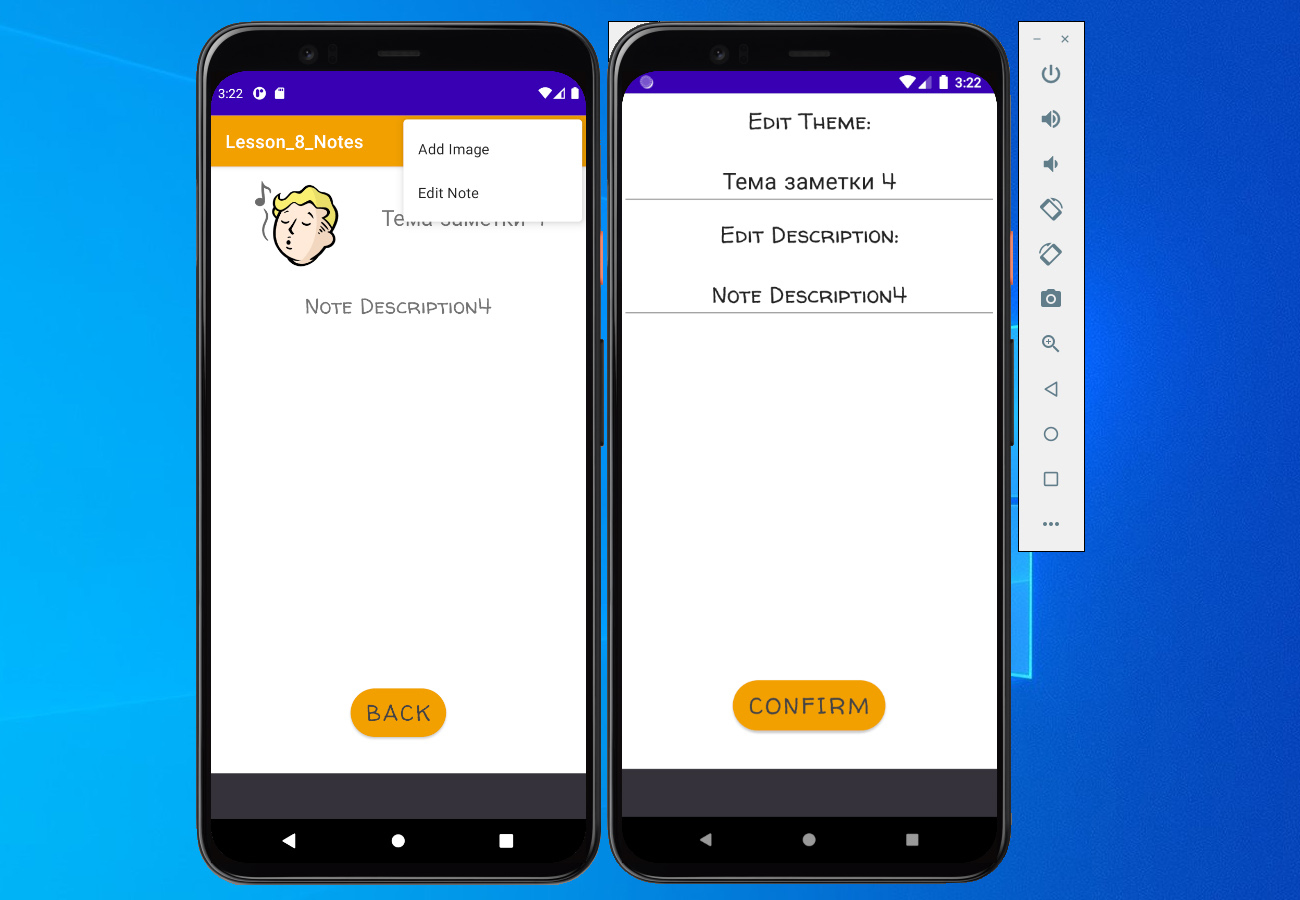 3:22
Lesson_8_Notes
Add Image
Edit Note
Тема заметки 4
Note Description4
BACK
3:22
Edit Theme:
Тема заметки 4
Edit Description:
Note Description4
CONFIRM